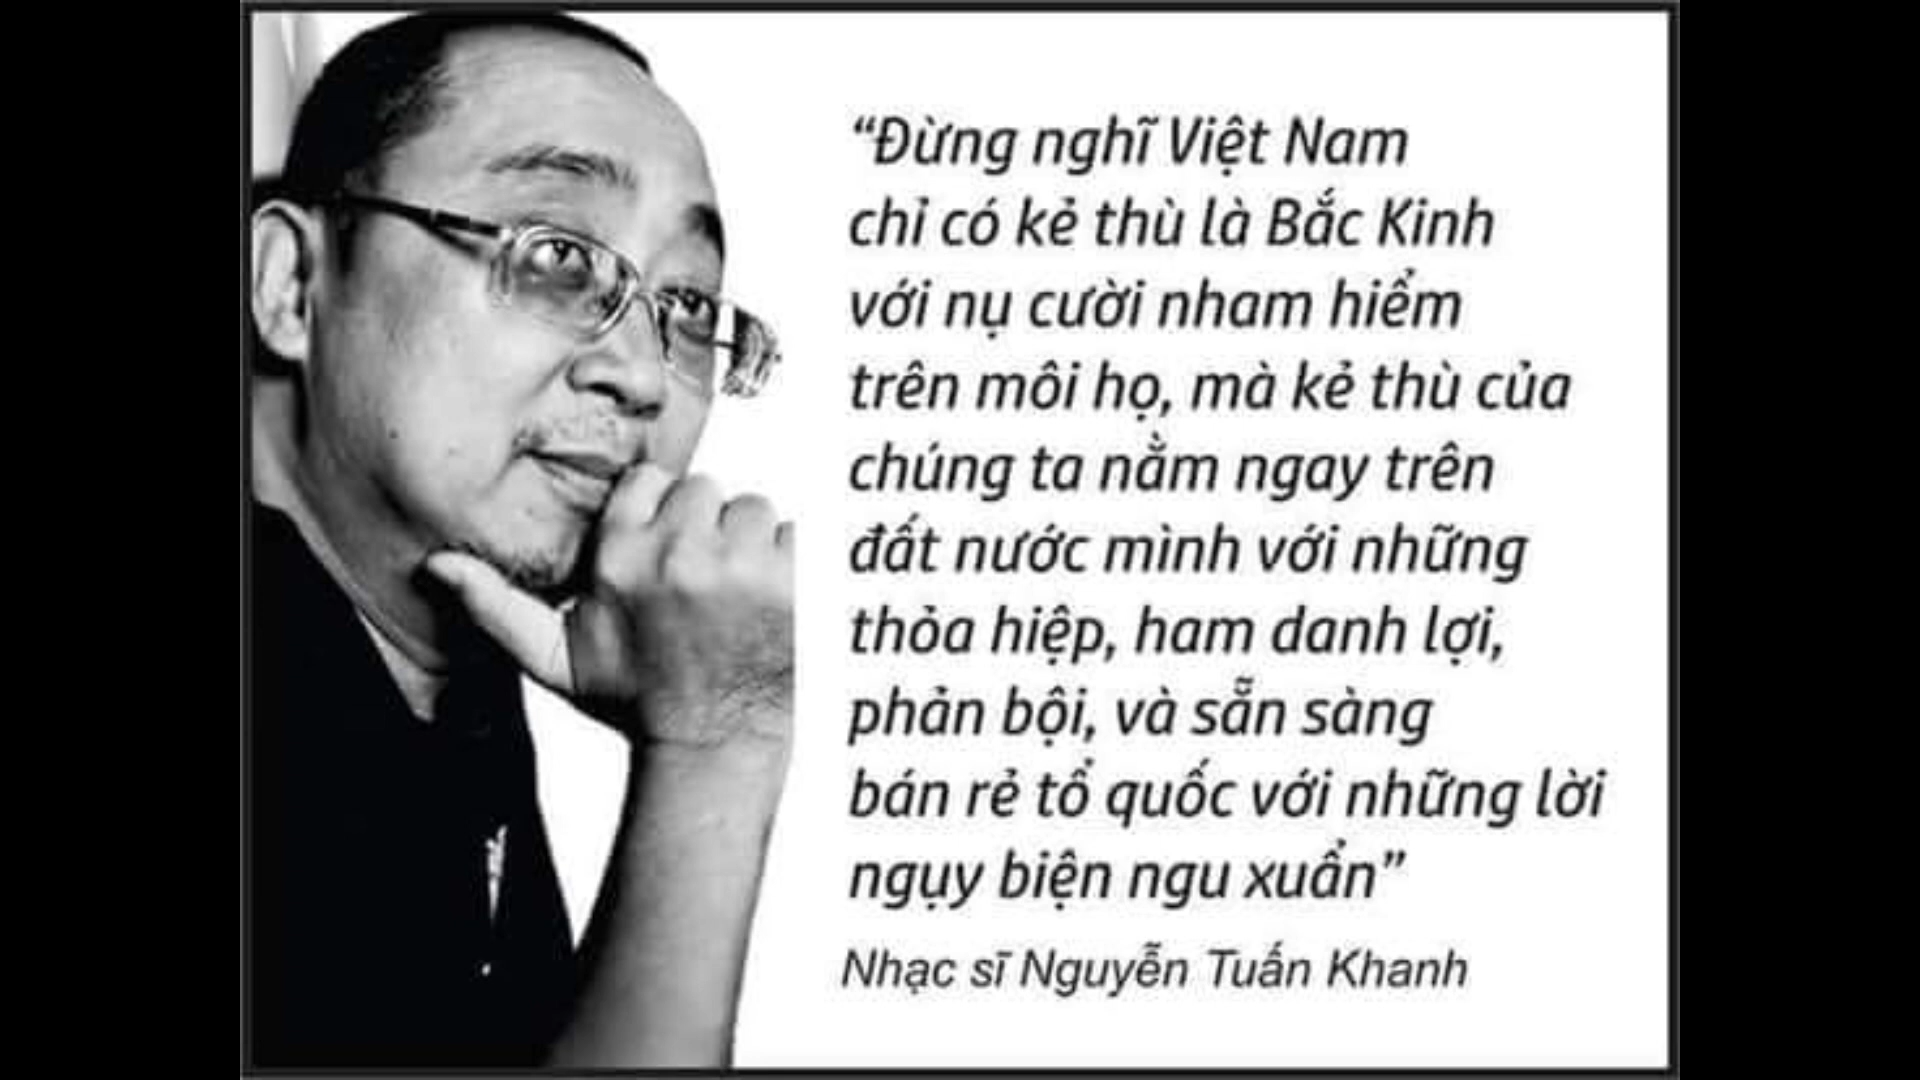 “Đừng nghĩ Việt Nam
chỉ có kẻ thù là Bắc Kinh
với nụ cười nham hiểm
trên môi họ, mà kẻ thù của
chúng ta nằm ngay trên
đất nước mình với những
thỏa hiệp, ham danh lợi,
phản bội, và sẵn sàng
bán rẻ tổ quốc với những lời
ngụy biện ngu xuẩn”
Nhạc sĩ Nguyễn Tuấn Khanh